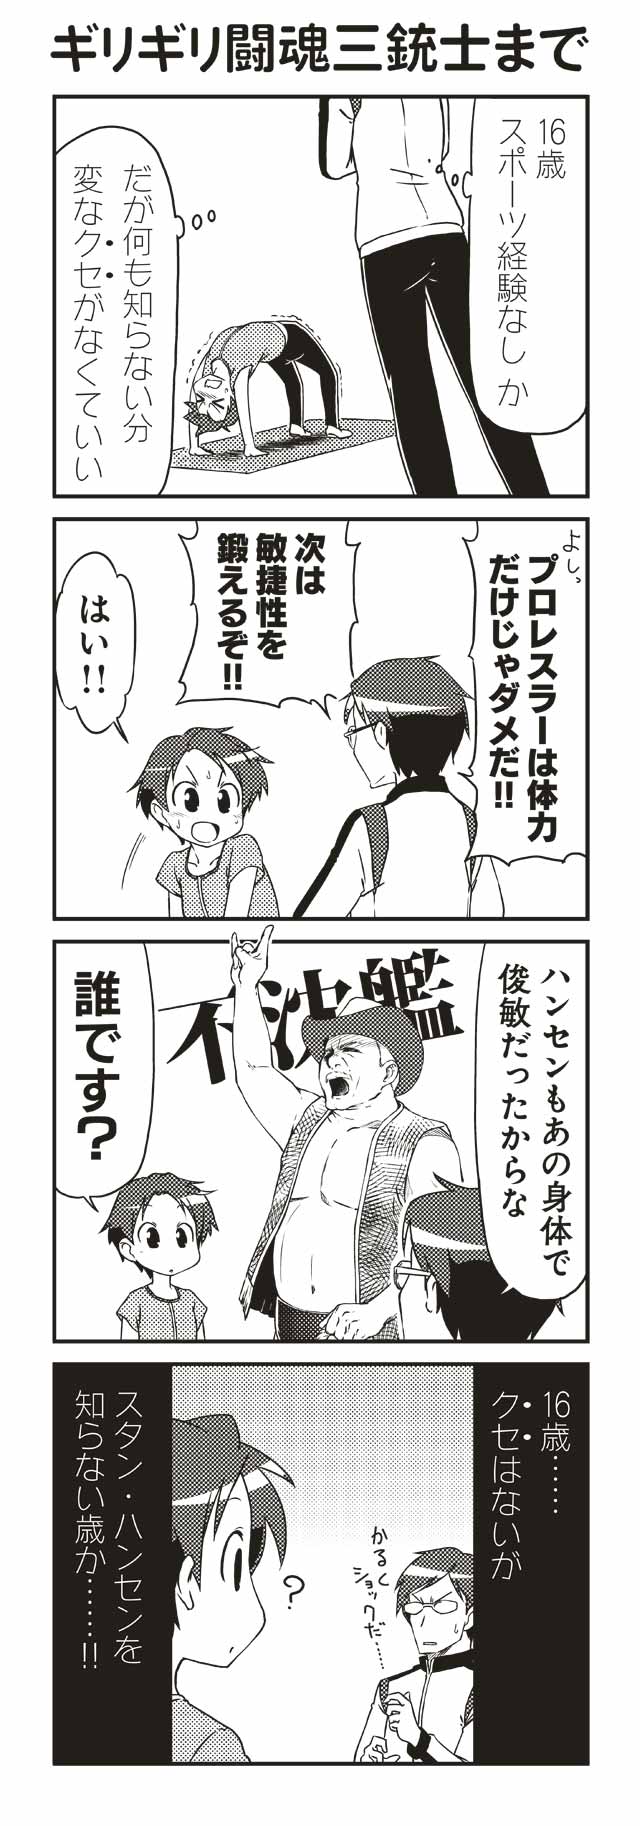 ギリギリ闘魂三銃士まで
16歳
スポーツ経験なしか
だが何も知らない分
変なクセがなくていい
よしっ
プロレスラーは体力
だけじゃダメだ!!
次は
敏捷性を
鍛えるぞ!!
はい!!
ハンセンもあの身体で
俊敏だったからな
不沈艦
誰です?
16歳……
クセはないが
かるく
ショックだ……
?
スタン・ハンセンを
知らない歳か……!!